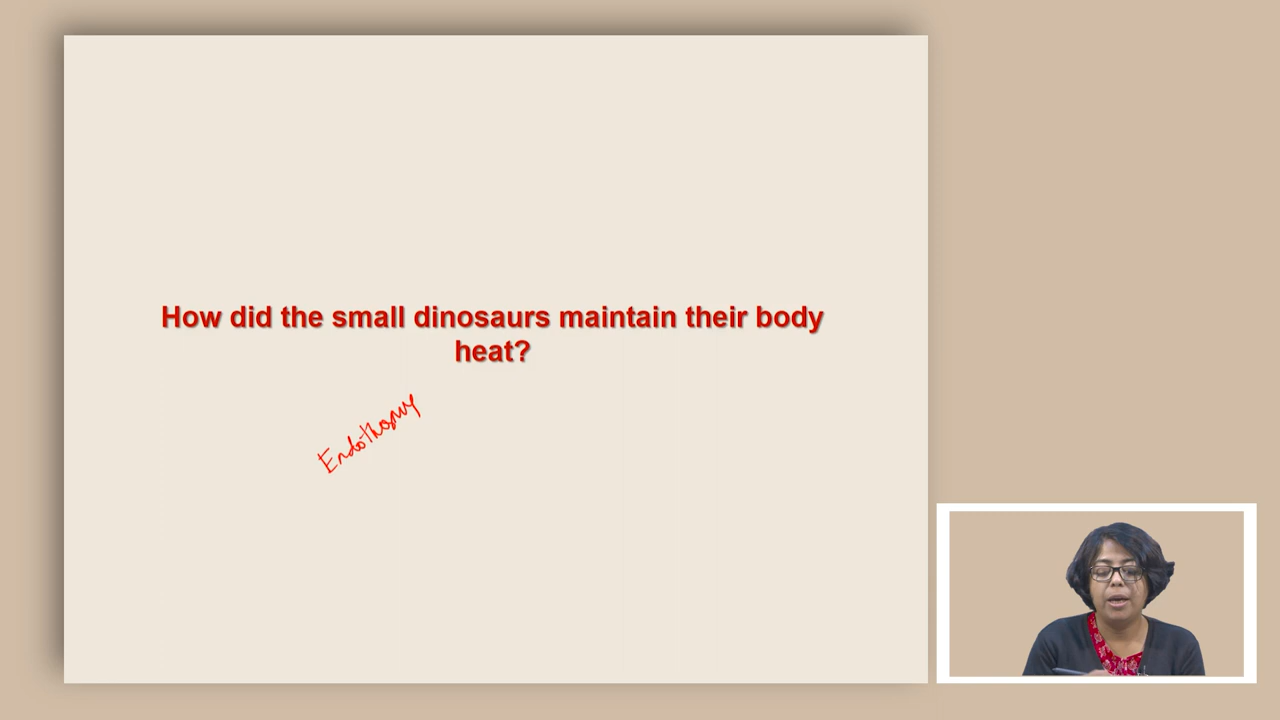 How did the small dinosaurs maintain their body
heat?
Endothermy